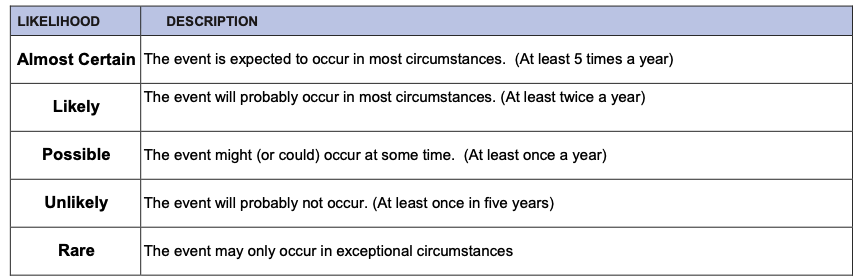 LIKELIHOOD DESCRIPTION
Almost Certain The event is expected to occur in most circumstances. (At least 5 times a year)
Likely The event will probably occur in most circumstances. (At least twice a year)
Possible The event might (or could) occur at some time. (At least once a year)
Unlikely The event will probably not occur. (At least once in five years)
Rare The event may only occur in exceptional circumstances